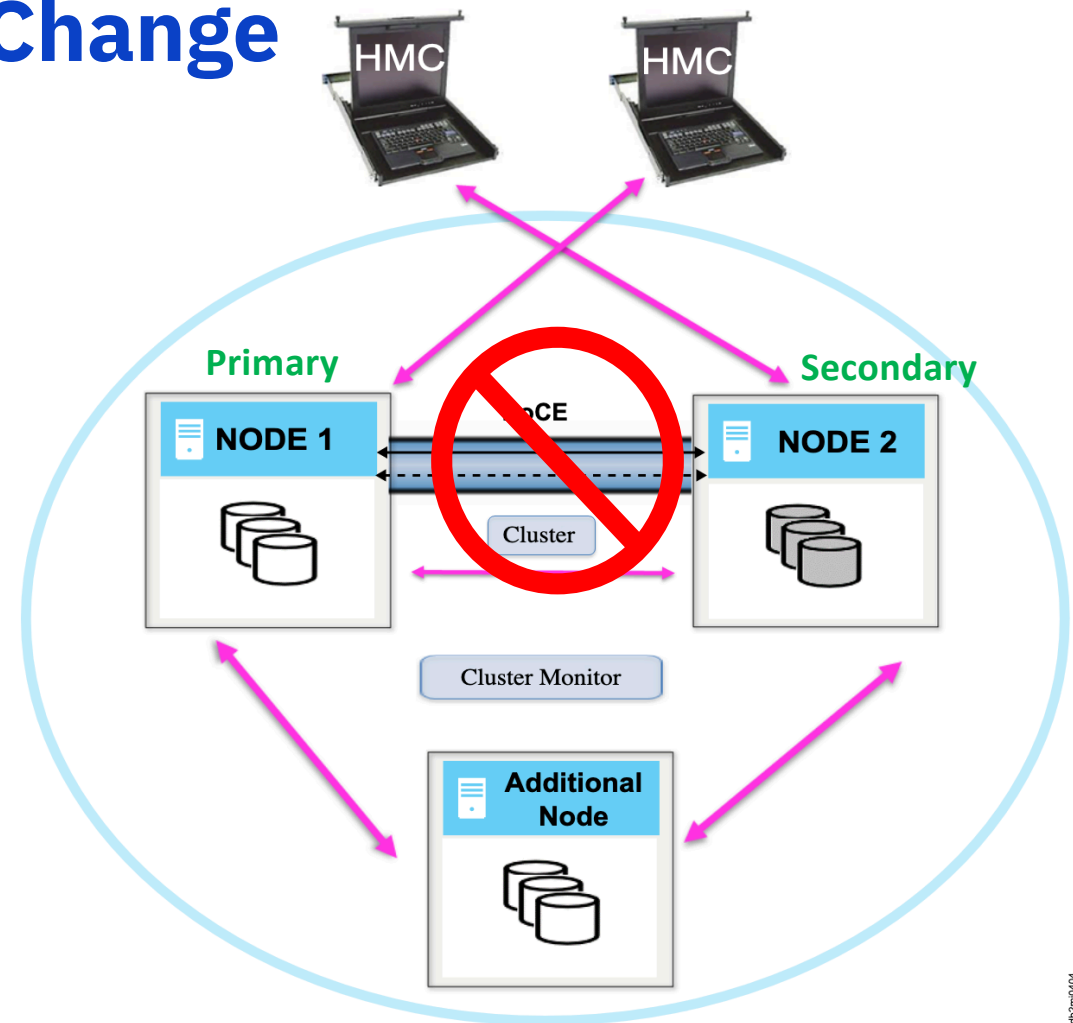 Change
HMC
HMC
Primary
Secondary
NODE 1
NODE 2
Cluster
Cluster Monitor
Additional
Node